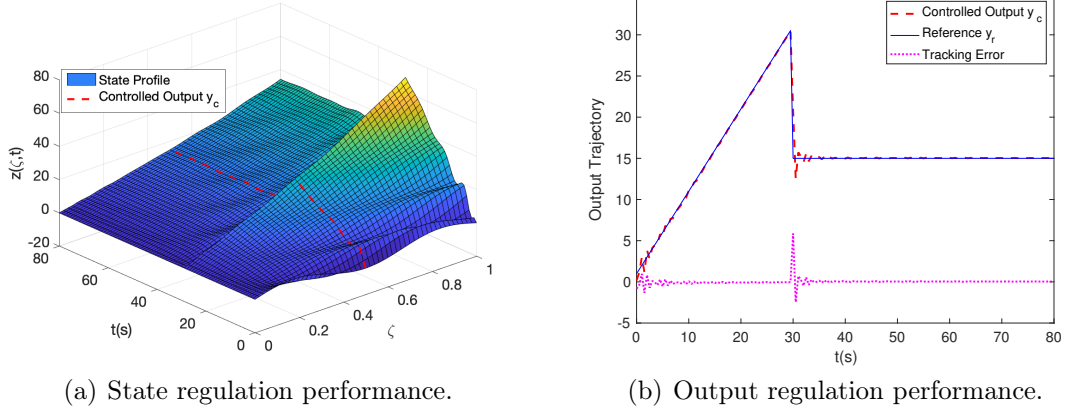 80
60
40
20
0
-20
z(ζ,t)
State Profile
Controlled Output y_c
80
60
40
20
0
t(s)
0
0.2
0.4
0.6
0.8
1
ζ
(a) State regulation performance.
30
25
20
15
10
5
0
-5
Output Trajectory
Controlled Output y_c
Reference y_r
Tracking Error
0
10
20
30
40
50
60
70
80
t(s)
(b) Output regulation performance.